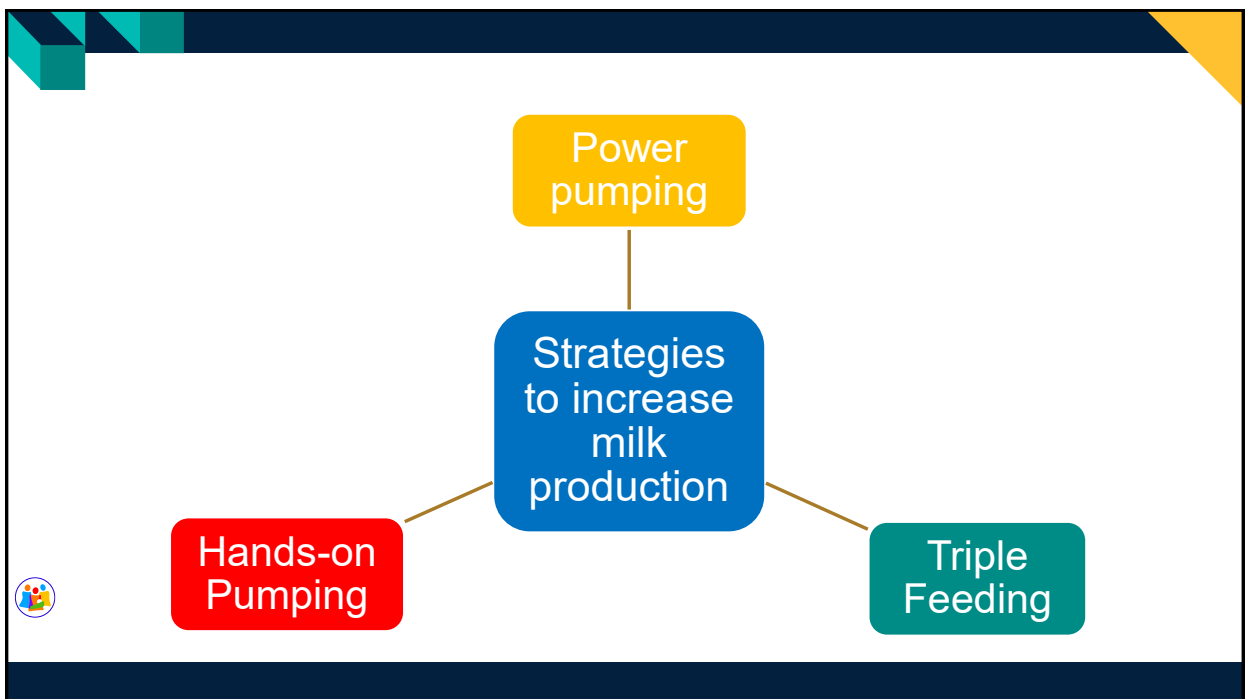 Power
pumping
Strategies
to increase
milk
production
Hands-on
Pumping
Triple
Feeding